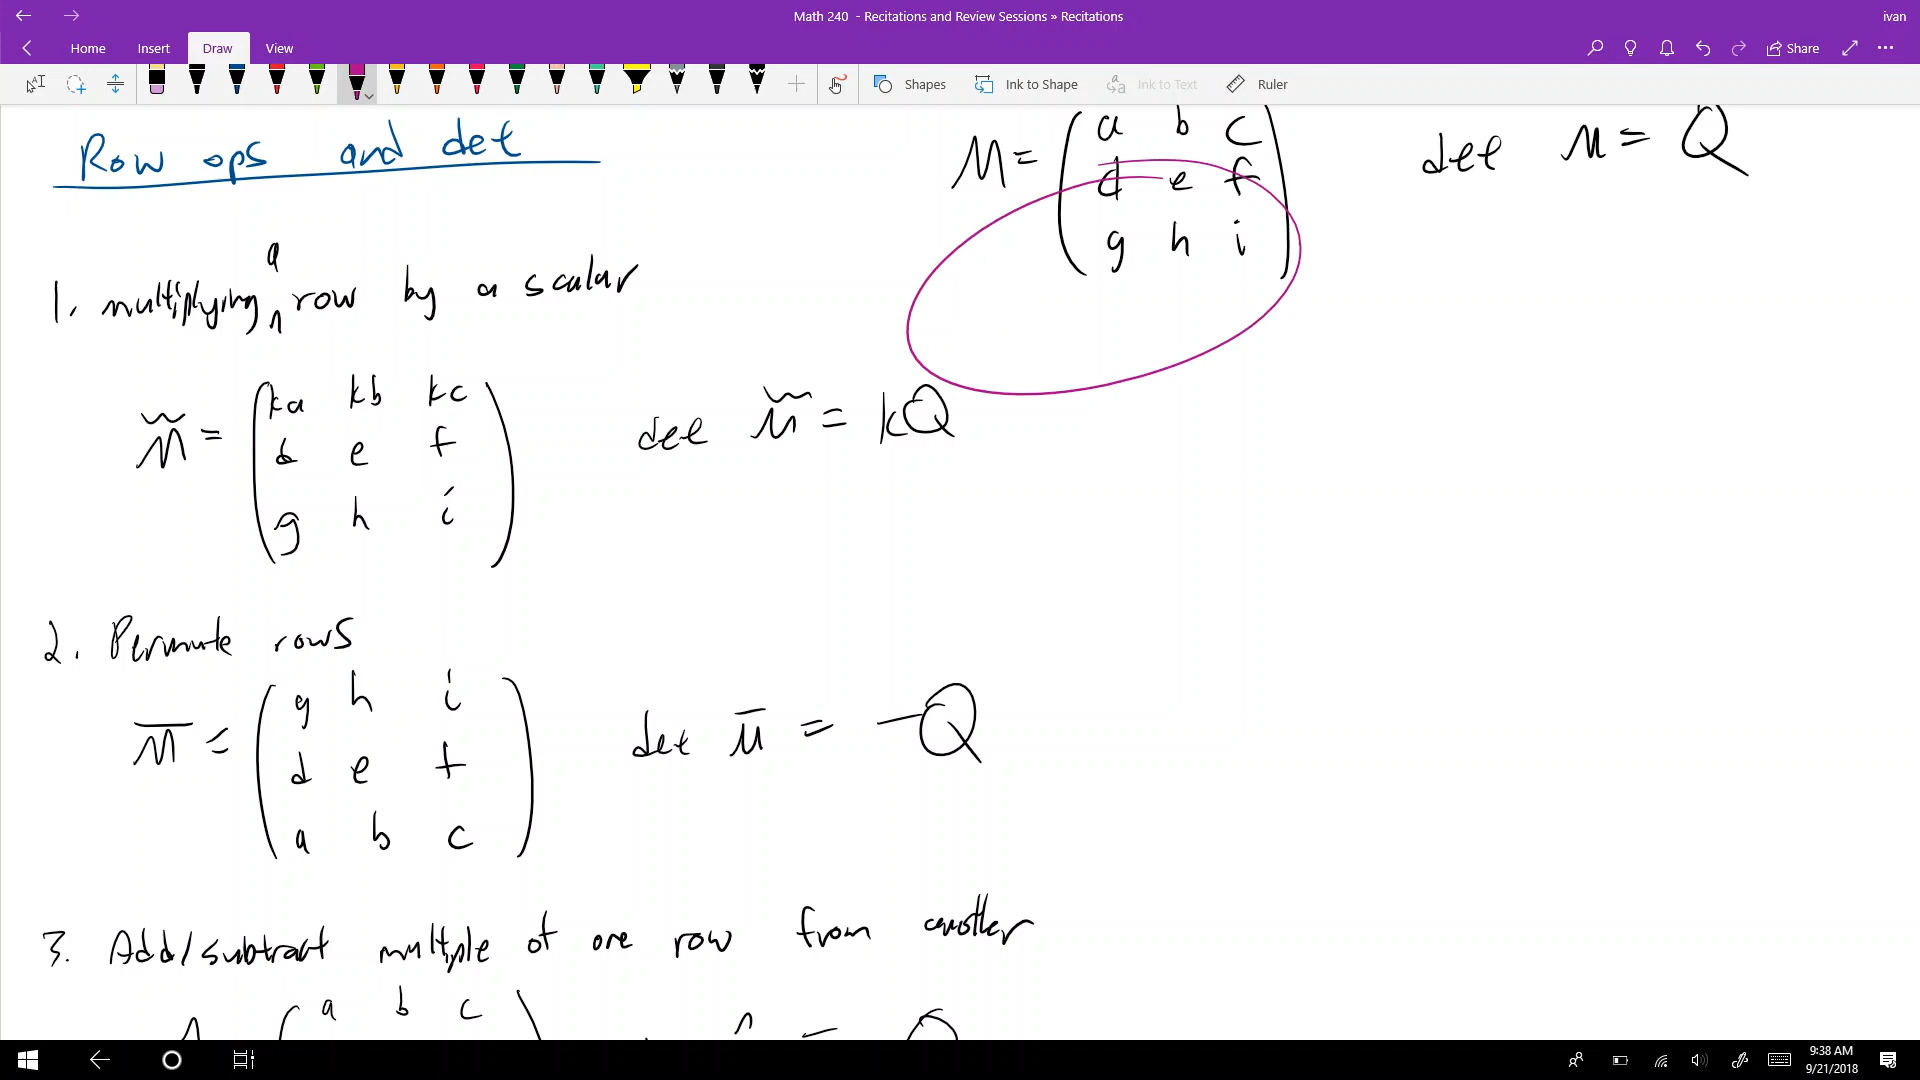 Math 240 - Recitations and Review Sessions » Recitations
ivan
Home Insert Draw View
Share
Shapes Ink to Shape Ink to Text Ruler
Row ops and det
M = ( a b c
d e f
g h i )
det M = Q
1. multiplying a row by a scalar
M̃ = ( ka kb kc
d e f
g h i )
det M̃ = kQ
2. Permute rows
M̅ = ( g h i
d e f
a b c )
det M̅ = -Q
3. Add/subtract multiple of one row from another
( a b c
9:38 AM
9/21/2018